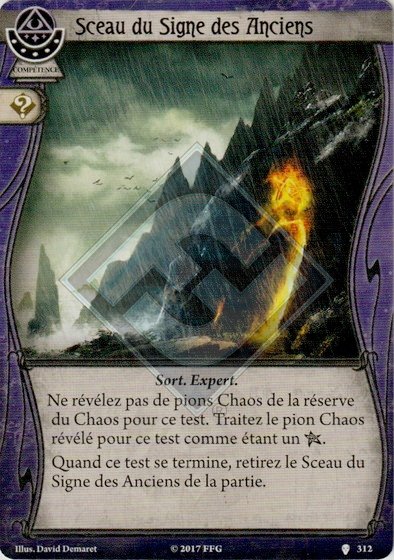 Sceau du Signe des Anciens
COMPÉTENCE
Sort. Expert.
Ne révélez pas de pions Chaos de la réserve
du Chaos pour ce test. Traitez le pion Chaos
révélé pour ce test comme étant un
Quand ce test se termine, retirez le Sceau du
Signe des Anciens de la partie.
Illus. David Demaret
© 2017 FFG
312